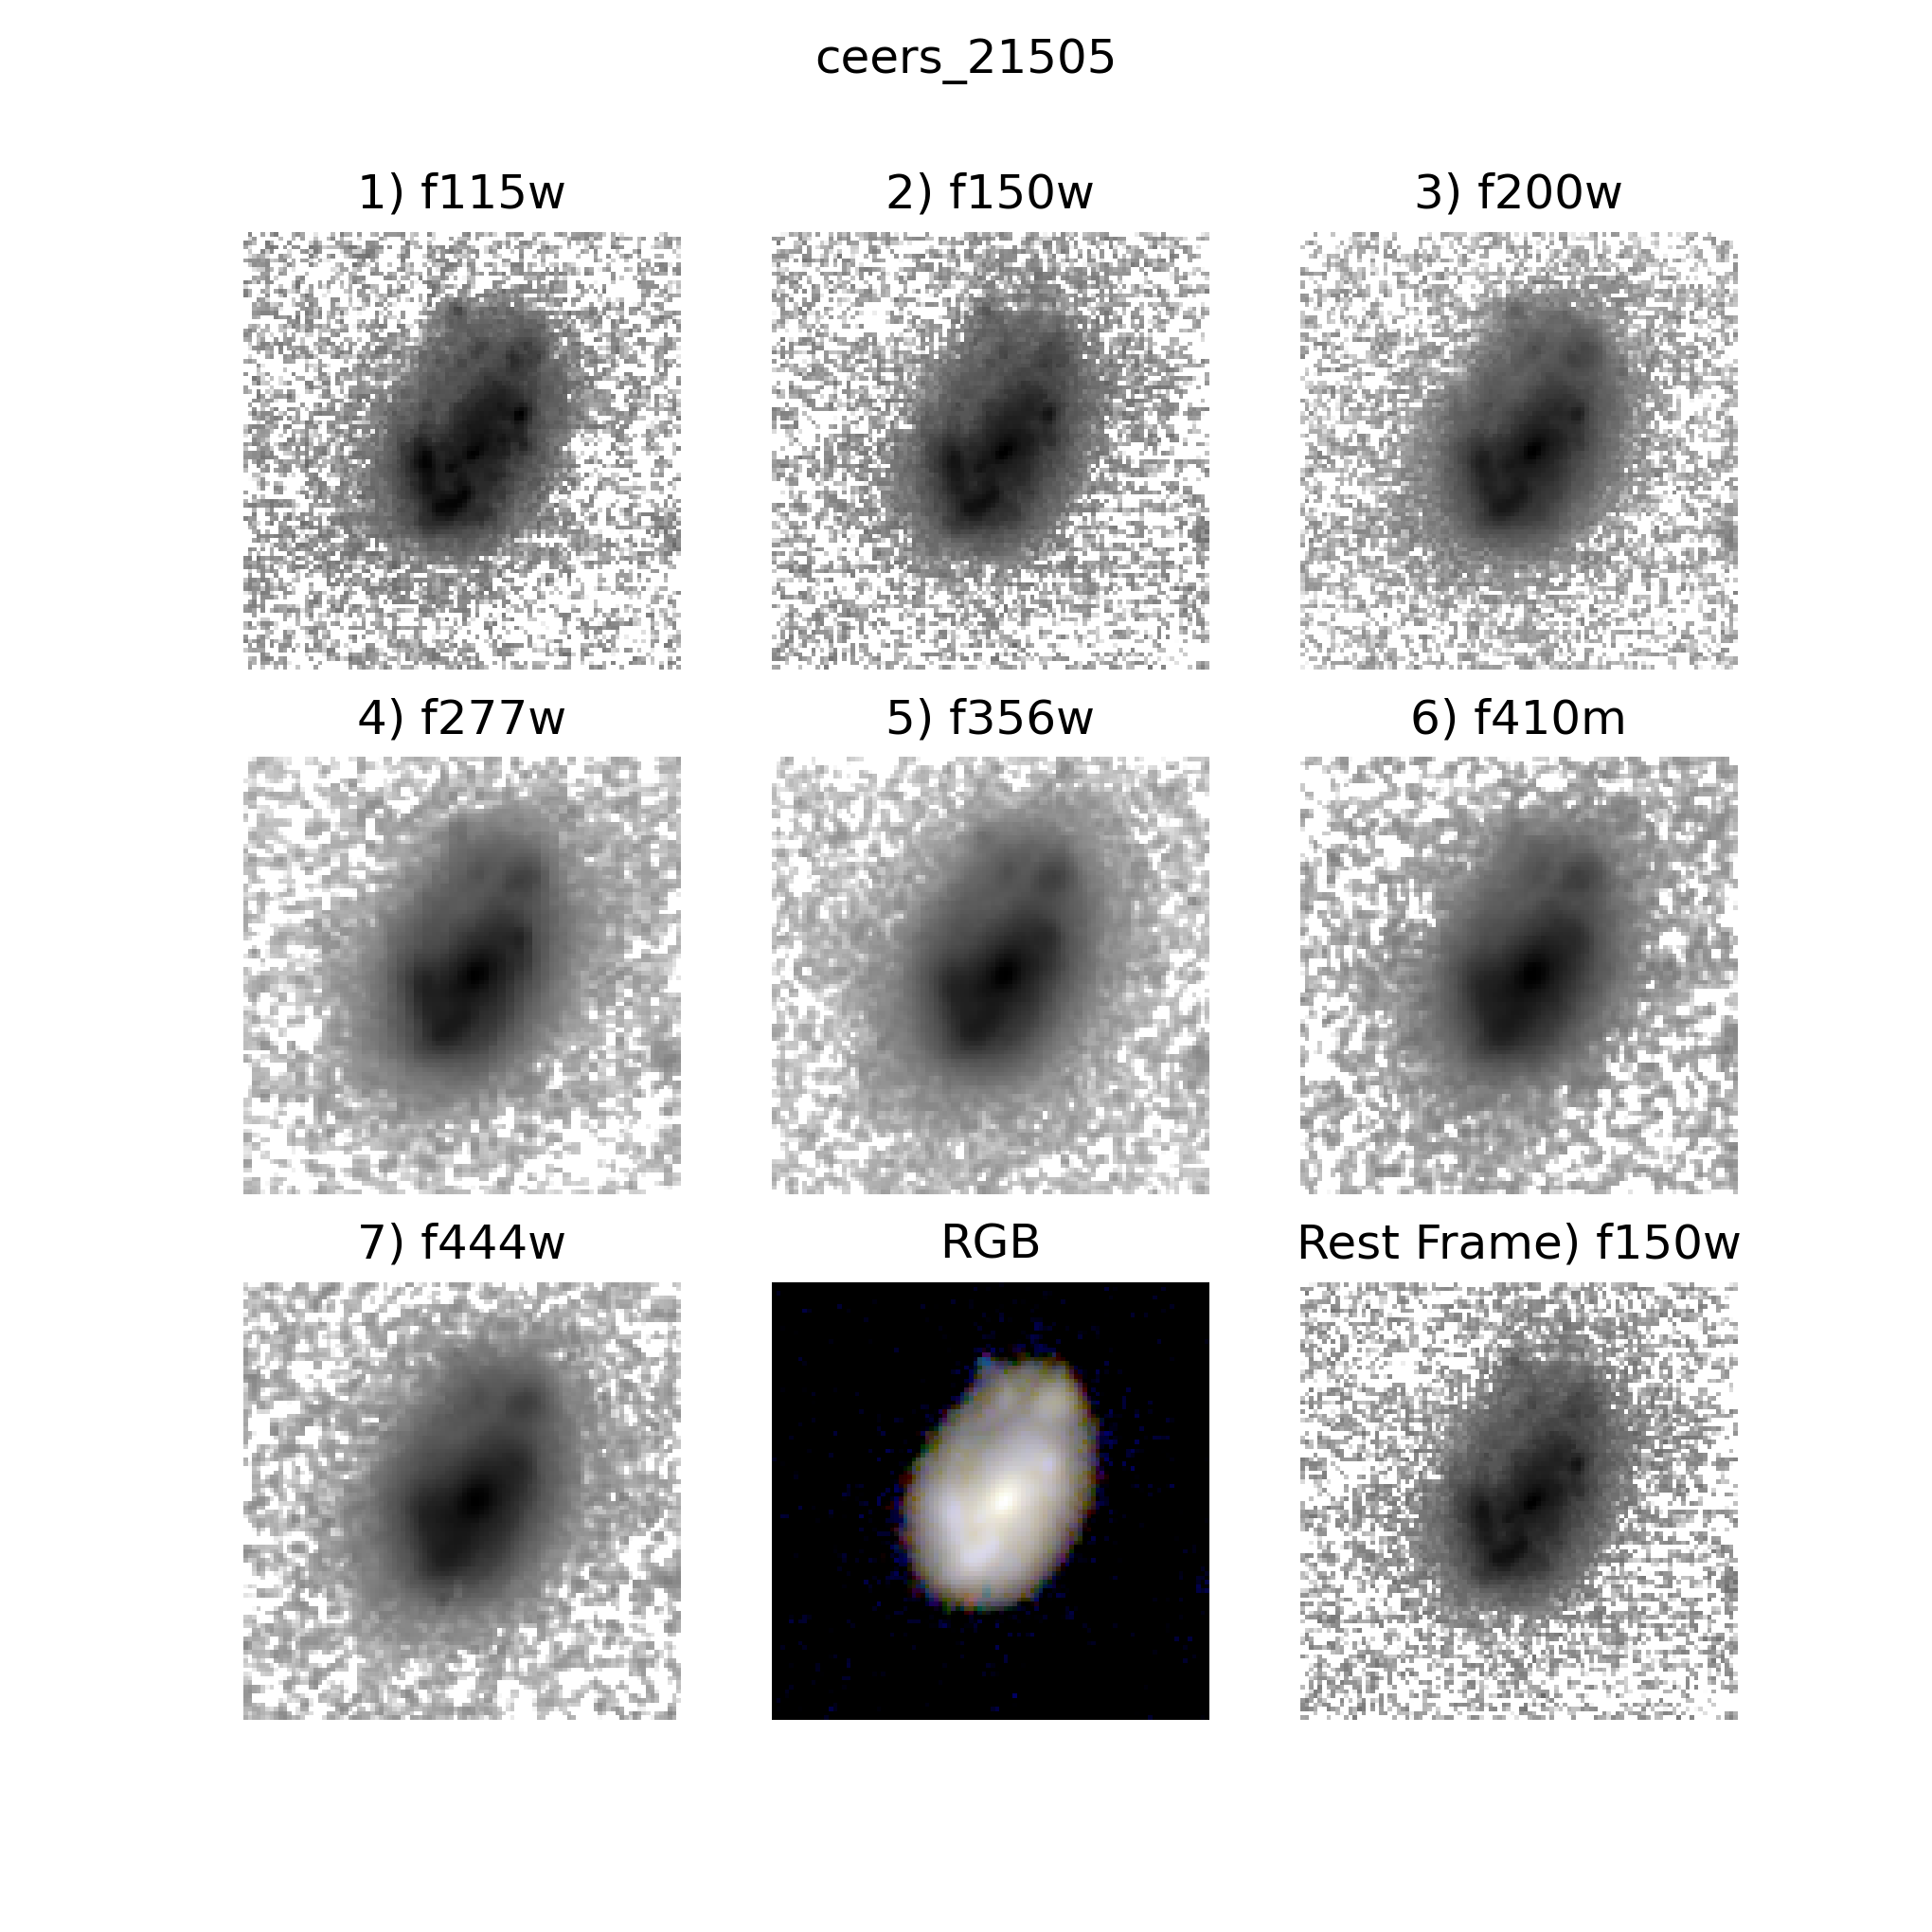 ceers_21505
1) f115w
2) f150w
3) f200w
4) f277w
5) f356w
6) f410m
7) f444w
RGB
Rest Frame) f150w